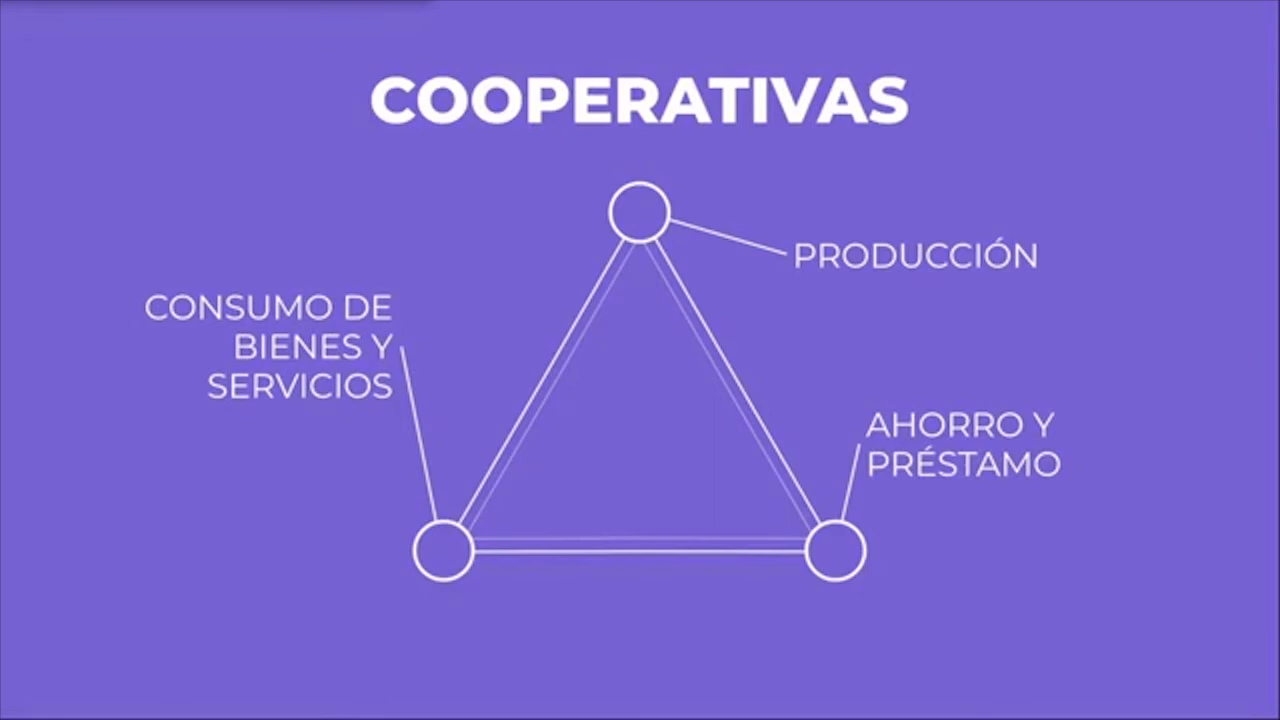 COOPERATIVAS
PRODUCCIÓN
CONSUMO DE
BIENES Y
SERVICIOS
AHORRO Y
PRÉSTAMO